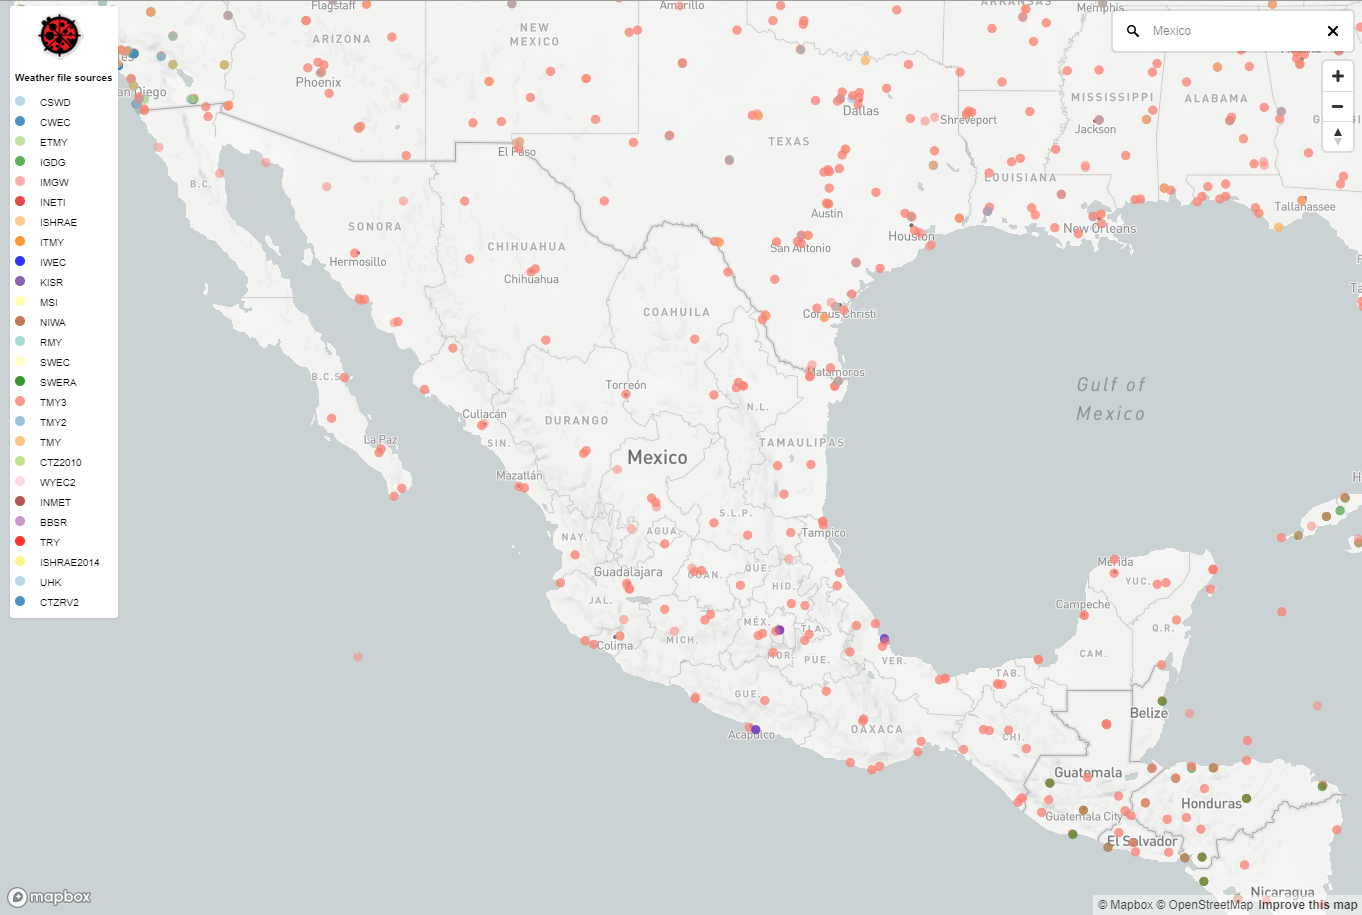 Weather file sources
CSWD
CWEC
ETMY
IGDG
IMGW
INETI
ISHRAE
ITMY
IWEC
KISR
MSI
NIWA
RMY
SWEC
SWERA
TMY3
TMY2
TMY
CTZ2010
WYEC2
INMET
BBSR
TRY
ISHRAE2014
UHK
CTZRV2
Mexico
Flagstaff
Amarillo
ARKANSAS
Memphis
ARIZONA
NEW
MEXICO
Phoenix
an Diego
Dallas
Shreveport
MISSISSIPPI
ALABAMA
Jackson
TEXAS
El Paso
B.C.
LOUISIANA
Austin
Tallahassee
SONORA
Houston
New Orleans
CHIHUAHUA
San Antonio
Hermosillo
Chihuahua
COAHUILA
Corpus Christi
B.C.S.
Torreón
Matamoros
Gulf of
Mexico
Culiacán
DURANGO
N.L.
La Paz
SIN.
TAMAULIPAS
Mexico
Mazatlán
S.L.P.
NAY.
AGUA.
Tampico
Guadalajara
GUAN.
QUE.
HID.
Mérida
YUC.
JAL.
Campeche
MÉX.
TLA.
Q.R.
Colima
MICH.
MOR.
PUE.
VER.
CAM.
TAB.
GUE.
Belize
Acapulco
OAXACA
CHI.
Guatemala
Honduras
Guatemala City
El Salvador
Nicaragua
mapbox
© Mapbox © OpenStreetMap Improve this map